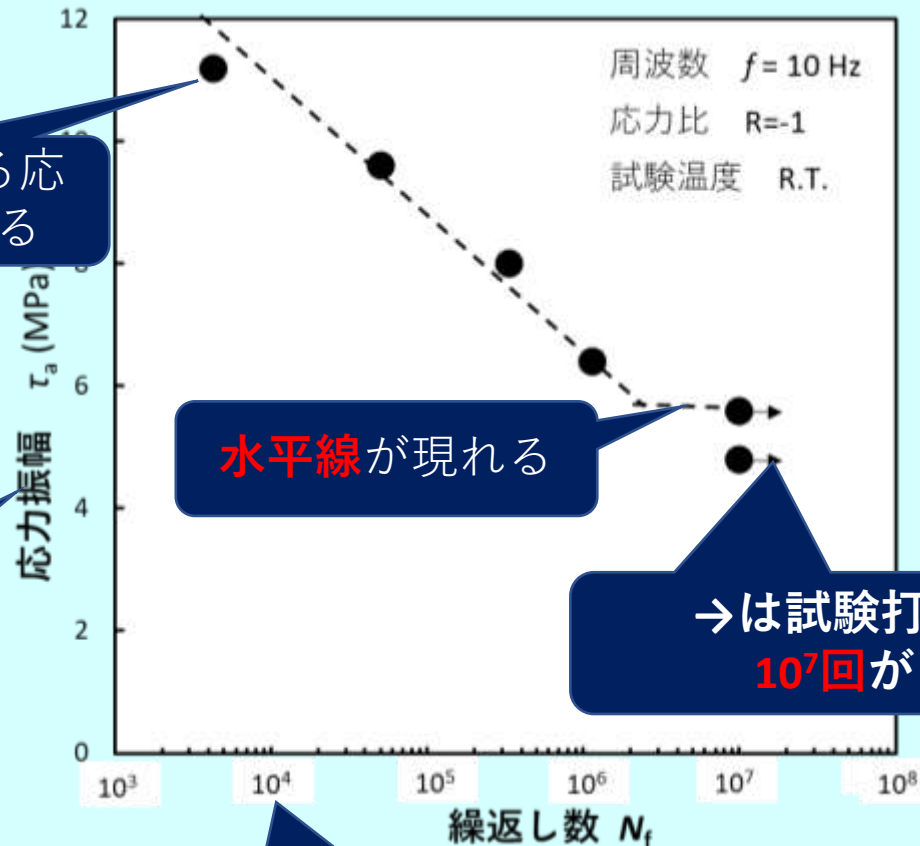 12
周波数 f = 10 Hz
応力比 R=-1
試験温度 R.T.
る応
る
8
6
4
2
0
応力振幅 τa (MPa)
水平線が現れる
→は試験打
10⁷回が
10³ 10⁴ 10⁵ 10⁶ 10⁷ 10⁸
繰返し数 Nf